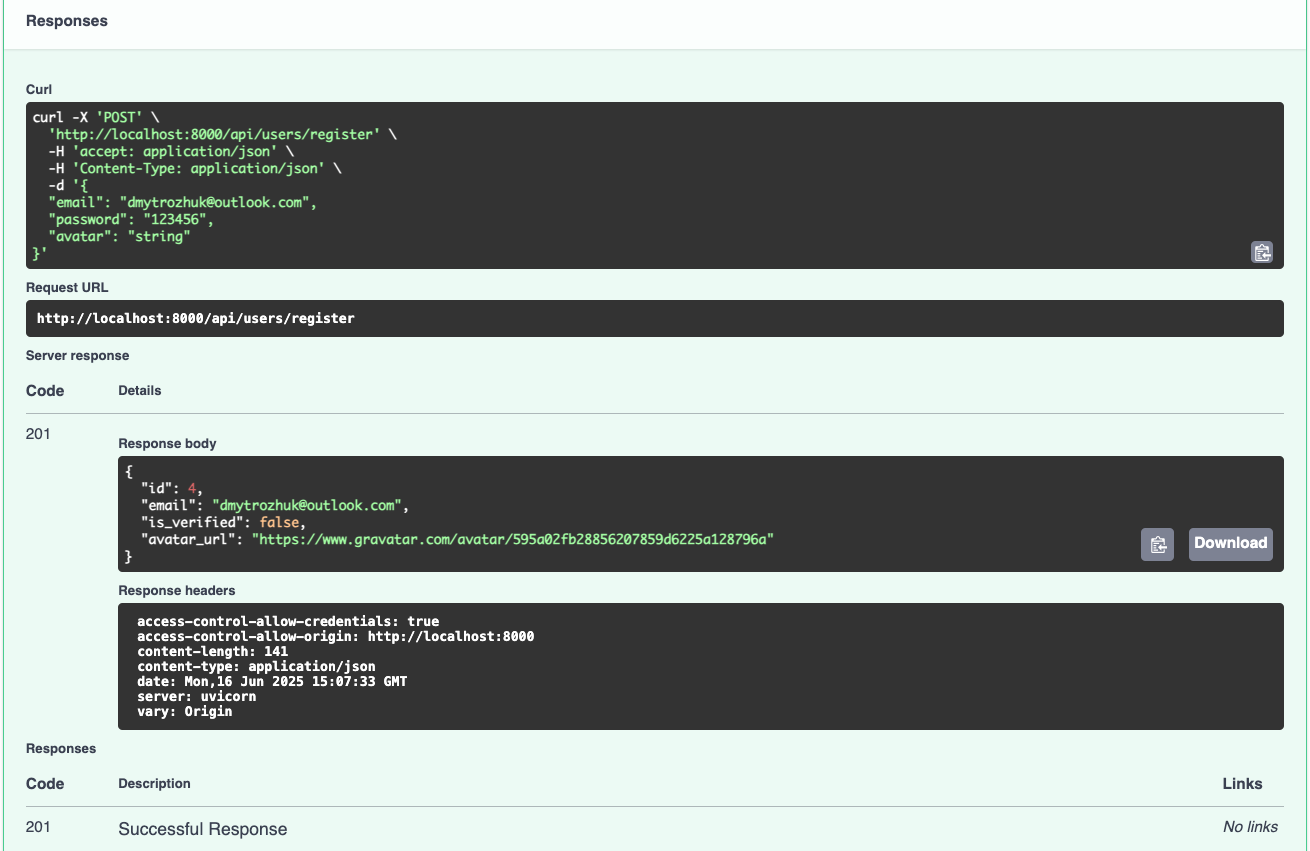 Responses
Curl
curl -X 'POST' \
  'http://localhost:8000/api/users/register' \
  -H 'accept: application/json' \
  -H 'Content-Type: application/json' \
  -d '{
  "email": "dmytrozhuk@outlook.com",
  "password": "123456",
  "avatar": "string"
}'
Request URL
http://localhost:8000/api/users/register
Server response
Code Details
201
Response body
{
  "id": 4,
  "email": "dmytrozhuk@outlook.com",
  "is_verified": false,
  "avatar_url": "https://www.gravatar.com/avatar/595a02fb28856207859d6225a128796a"
}
Download
Response headers
access-control-allow-credentials: true
access-control-allow-origin: http://localhost:8000
content-length: 141
content-type: application/json
date: Mon,16 Jun 2025 15:07:33 GMT
server: uvicorn
vary: Origin
Responses
Code Description Links
201 Successful Response No links